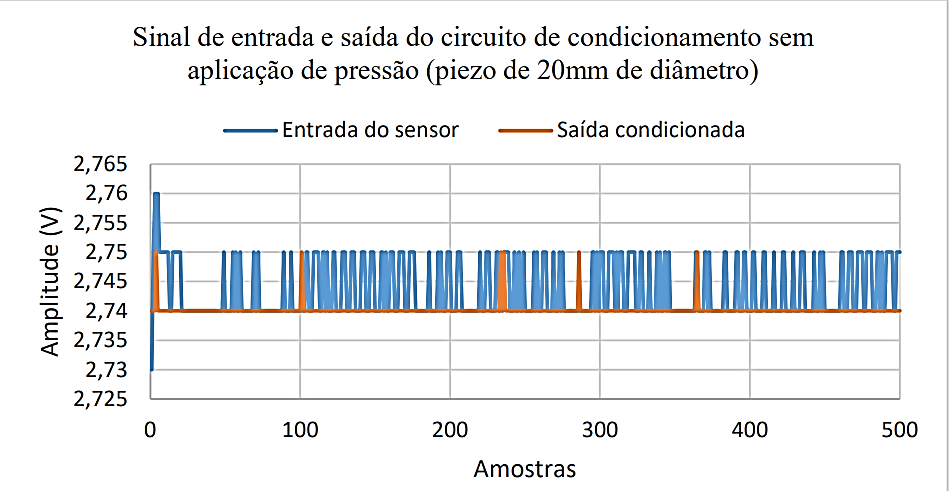 Sinal de entrada e saída do circuito de condicionamento sem
aplicação de pressão (piezo de 20mm de diâmetro)
Entrada do sensor
Saída condicionada
Amplitude (V)
2,765
2,76
2,755
2,75
2,745
2,74
2,735
2,73
2,725
0 100 200 300 400 500
Amostras